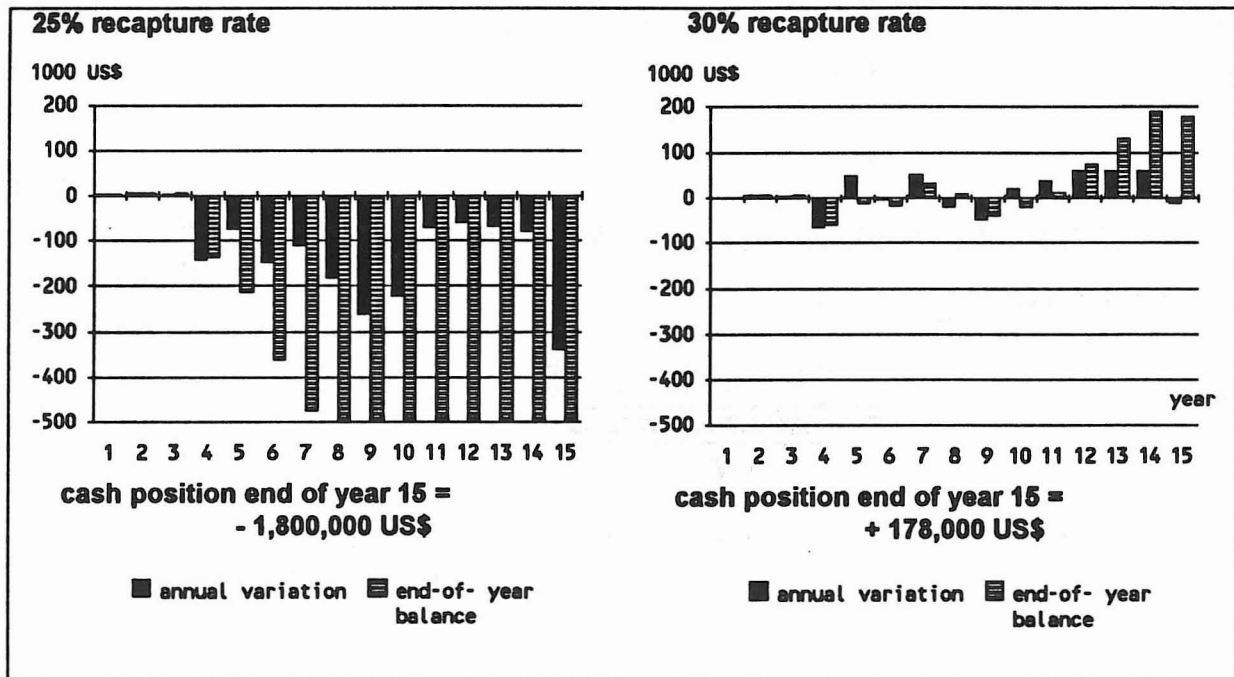 25% recapture rate
1000 US$
200
100
0
-100
-200
-300
-400
-500
1 2 3 4 5 6 7 8 9 10 11 12 13 14 15
cash position end of year 15 =
- 1,800,000 US$
annual variation
end-of- year
balance
30% recapture rate
1000 US$
200
100
0
-100
-200
-300
-400
-500
year
1 2 3 4 5 6 7 8 9 10 11 12 13 14 15
cash position end of year 15 =
+ 178,000 US$
annual variation
end-of- year
balance